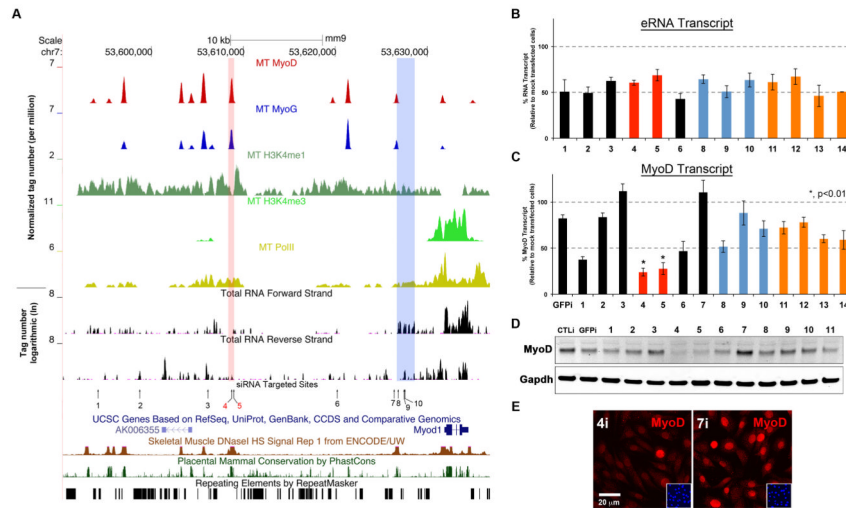 A
Scale
10 kb
mm9
chr7:
53,600,000
53,610,000
53,620,000
53,630,000
Normalized tag number (per million)
7
MT MyoD
7
MT MyoG
2
MT H3K4me1
11
MT H3K4me3
6
MT PolII
Tag number
logarithmic (ln)
8
Total RNA Forward Strand
8
Total RNA Reverse Strand
siRNA Targeted Sites
1 2 3 4 5 6 7 8 9 10
UCSC Genes Based on RefSeq, UniProt, GenBank, CCDS and Comparative Genomics
AK006355
Myod1
Skeletal Muscle DNaseI HS Signal Rep 1 from ENCODE/UW
Placental Mammal Conservation by PhastCons
Repeating Elements by RepeatMasker
B
eRNA Transcript
% RNA Transcript
(Relative to mock transfected cells)
100
50
0
1 2 3 4 5 6 8 9 10 11 12 13 14
C
MyoD Transcript
*, p<0.01
% MyoD Transcript
(Relative to mock transfected cells)
100
50
0
* *
GFPi 1 2 3 4 5 6 7 8 9 10 11 12 13 14
D
CTLi GFPi 1 2 3 4 5 6 7 8 9 10 11
MyoD
Gapdh
E
4i
MyoD
20 µm
7i
MyoD